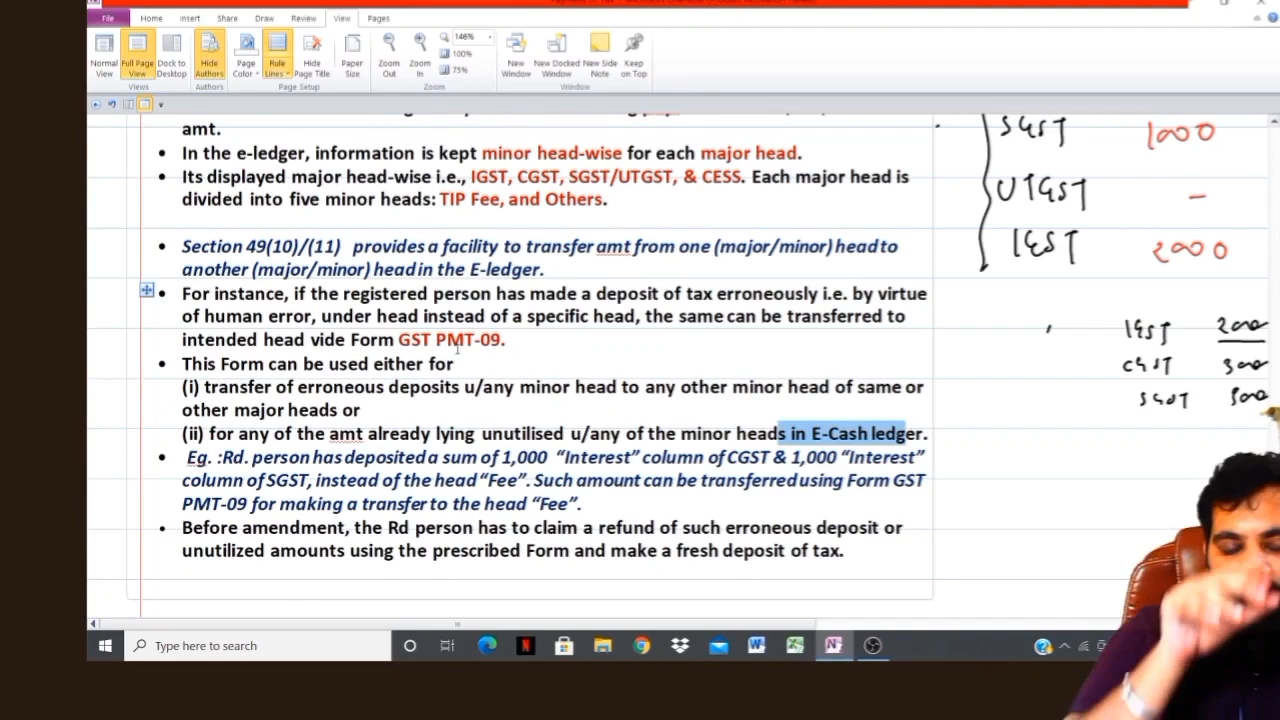 File Home Insert Share Draw Review View Pages
Normal View
Full Page View
Dock to Desktop
Hide Authors
Page Color
Rule Lines
Hide Page Title
Paper Size
Zoom Out
Zoom In
146%
100%
75%
New Window
New Docked Window
New Side Note
Keep on Top
Views Authors Page Setup Zoom Window
amt.
• In the e-ledger, information is kept minor head-wise for each major head.
• Its displayed major head-wise i.e., IGST, CGST, SGST/UTGST, & CESS. Each major head is
divided into five minor heads: TIP Fee, and Others.
• Section 49(10)/(11) provides a facility to transfer amt from one (major/minor) head to
another (major/minor) head in the E-ledger.
• For instance, if the registered person has made a deposit of tax erroneously i.e. by virtue
of human error, under head instead of a specific head, the same can be transferred to
intended head vide Form GST PMT-09.
• This Form can be used either for
(i) transfer of erroneous deposits u/any minor head to any other minor head of same or
other major heads or
(ii) for any of the amt already lying unutilised u/any of the minor heads in E-Cash ledger.
• Eg. :Rd. person has deposited a sum of 1,000 “Interest” column of CGST & 1,000 “Interest”
column of SGST, instead of the head “Fee”. Such amount can be transferred using Form GST
PMT-09 for making a transfer to the head “Fee”.
• Before amendment, the Rd person has to claim a refund of such erroneous deposit or
unutilized amounts using the prescribed Form and make a fresh deposit of tax.
SGST 1000
UTGST -
IGST 2000
IGST 2000
CGST
SGST
Type here to search